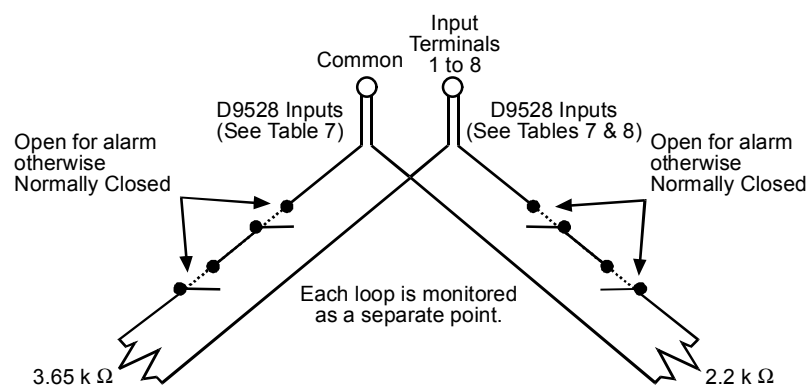 Input
Terminals
1 to 8
Common
D9528 Inputs
(See Table 7)
D9528 Inputs
(See Tables 7 & 8)
Open for alarm
otherwise
Normally Closed
Open for alarm
otherwise
Normally Closed
Each loop is monitored
as a separate point.
3.65 k Ω
2.2 k Ω